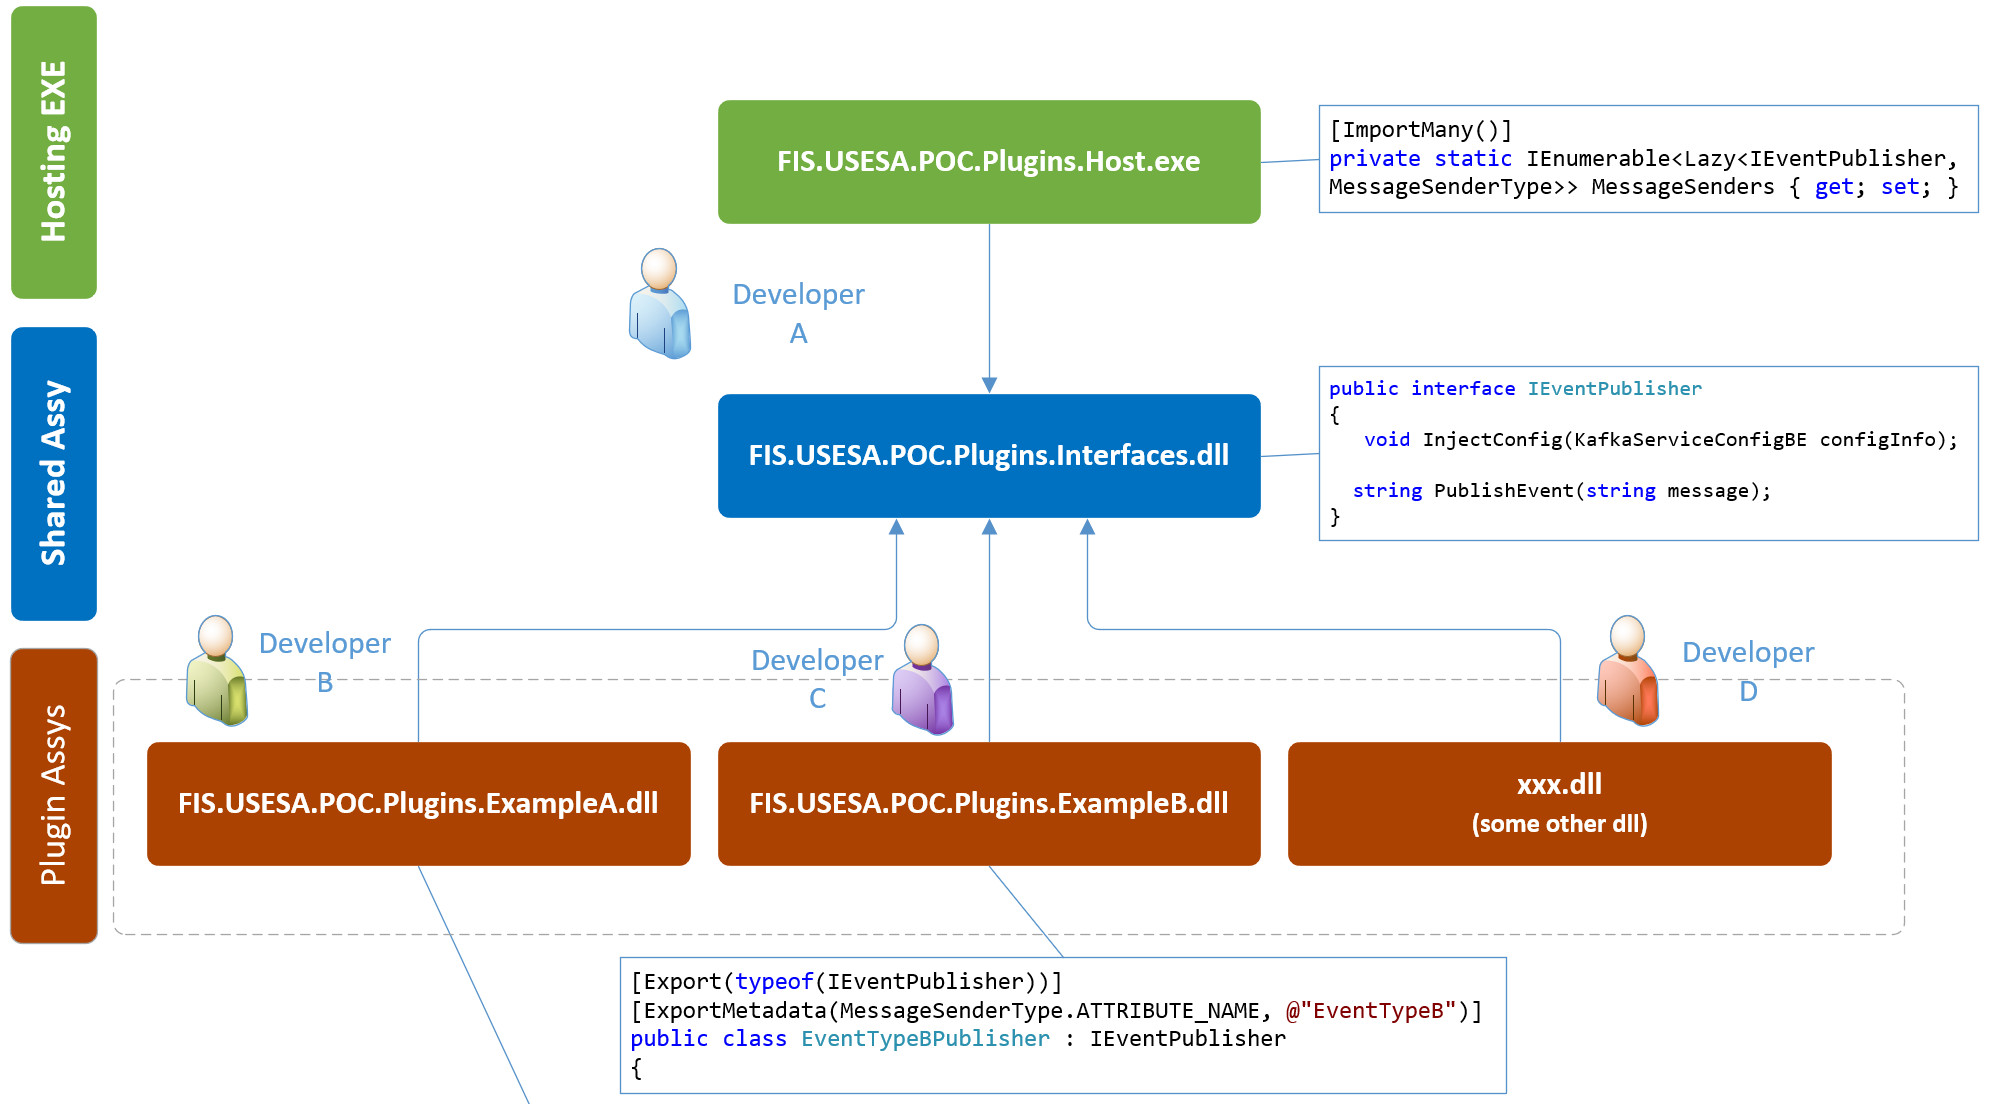 Hosting EXE
FIS.USESA.POC.Plugins.Host.exe
[ImportMany()]
private static IEnumerable<Lazy<IEventPublisher,
MessageSenderType>> MessageSenders { get; set; }
Developer
A
Shared Assy
FIS.USESA.POC.Plugins.Interfaces.dll
public interface IEventPublisher
{
void InjectConfig(KafkaServiceConfigBE configInfo);
string PublishEvent(string message);
}
Developer
B
Developer
C
Developer
D
Plugin Assys
FIS.USESA.POC.Plugins.ExampleA.dll
FIS.USESA.POC.Plugins.ExampleB.dll
xxx.dll
(some other dll)
[Export(typeof(IEventPublisher))]
[ExportMetadata(MessageSenderType.ATTRIBUTE_NAME, @"EventTypeB")]
public class EventTypeBPublisher : IEventPublisher
{